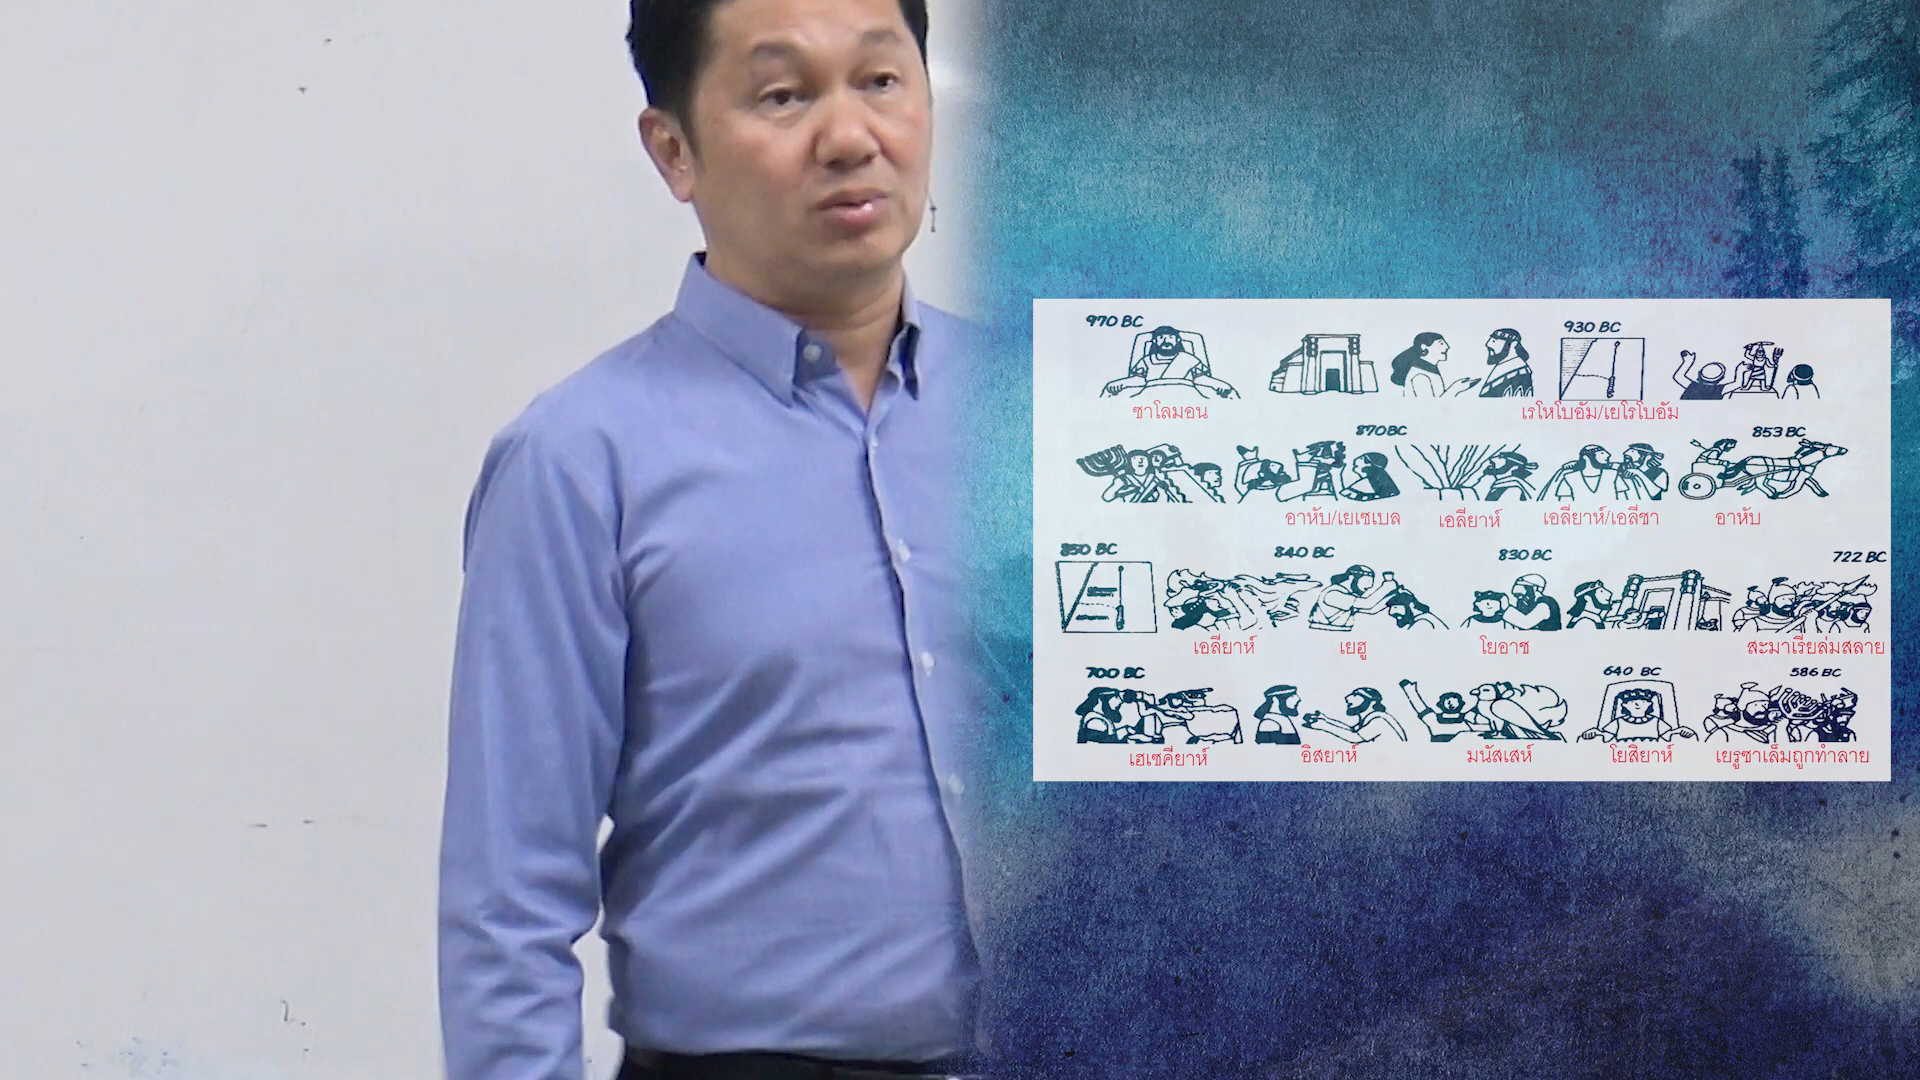 970 BC
930 BC
ซาโลมอน
เรโหโบอัม/เยโรโบอัม
870BC
853 BC
อาหับ/เยเซเบล
เอลียาห์
เอลียาห์/เอลีชา
อาหับ
850 BC
840 BC
830 BC
722 BC
เอลียาห์
เยฮู
โยอาช
สะมาเรียล่มสลาย
700 BC
640 BC
586 BC
เฮเซคียาห์
อิสยาห์
มนัสเสห์
โยสิยาห์
เยรูซาเล็มถูกทำลาย